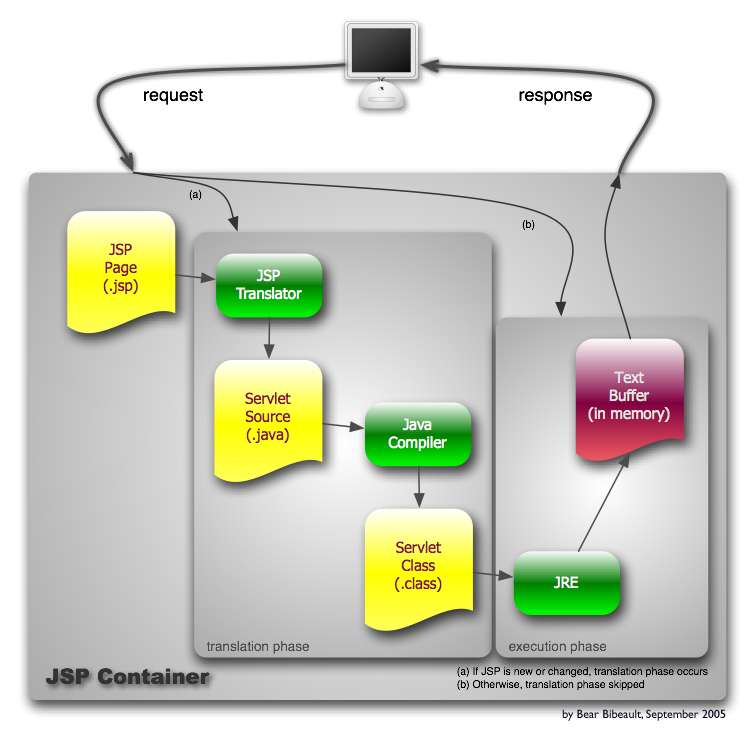 request
response
(a)
(b)
JSP
Page
(.jsp)
JSP
Translator
Servlet
Source
(.java)
Java
Compiler
Servlet
Class
(.class)
Text
Buffer
(in memory)
JRE
translation phase
execution phase
JSP Container
(a) If JSP is new or changed, translation phase occurs
(b) Otherwise, translation phase skipped
by Bear Bibeault, September 2005